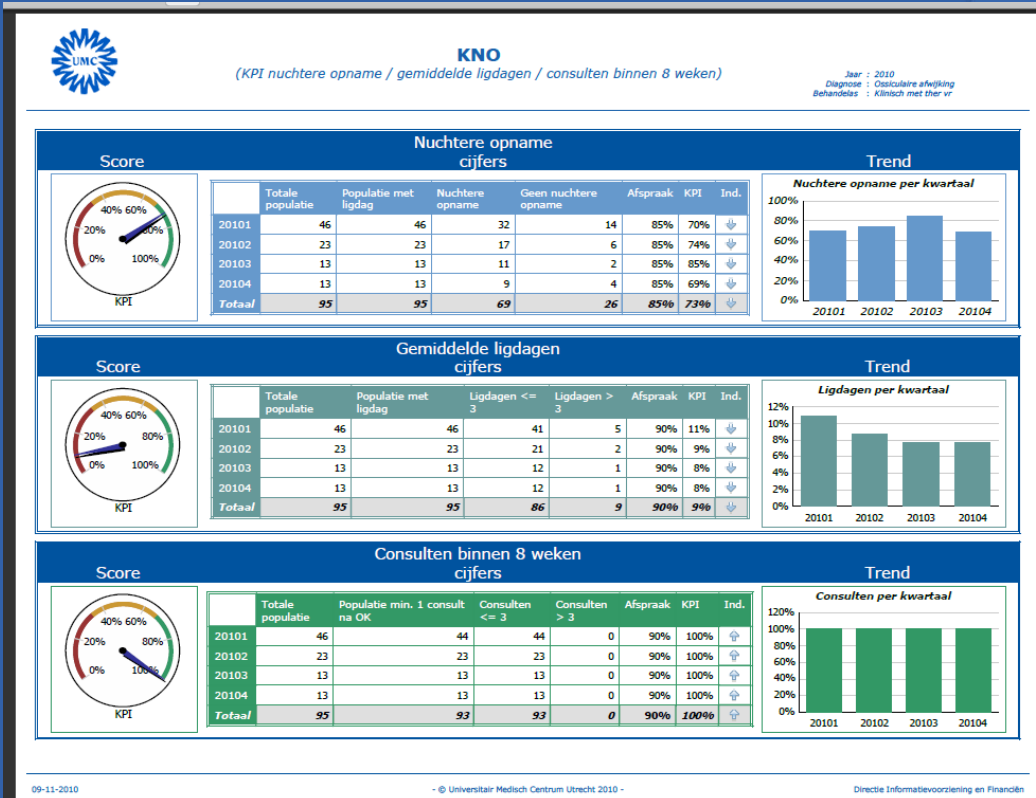 UMC
KNO
(KPI nuchtere opname / gemiddelde ligdagen / consulten binnen 8 weken)
Jaar : 2010
Diagnose : Ossiculaire afwijking
Behandelas : Klinisch met ther vr
Score
Nuchtere opname
cijfers
Trend
40% 60%
20% 80%
0% 100%
KPI
Totale populatie Populatie met ligdag Nuchtere opname Geen nuchtere opname Afspraak KPI Ind.
20101 46 46 32 14 85% 70%
20102 23 23 17 6 85% 74%
20103 13 13 11 2 85% 85%
20104 13 13 9 4 85% 69%
Totaal 95 95 69 26 85% 73%
Nuchtere opname per kwartaal
100%
80%
60%
40%
20%
0%
20101 20102 20103 20104
Score
Gemiddelde ligdagen
cijfers
Trend
40% 60%
20% 80%
0% 100%
KPI
Totale populatie Populatie met ligdag Ligdagen <= 3 Ligdagen > 3 Afspraak KPI Ind.
20101 46 46 41 5 90% 11%
20102 23 23 21 2 90% 9%
20103 13 13 12 1 90% 8%
20104 13 13 12 1 90% 8%
Totaal 95 95 86 9 90% 9%
Ligdagen per kwartaal
12%
10%
8%
6%
4%
2%
0%
20101 20102 20103 20104
Score
Consulten binnen 8 weken
cijfers
Trend
40% 60%
20% 80%
0% 100%
KPI
Totale populatie Populatie min. 1 consult na OK Consulten <= 3 Consulten > 3 Afspraak KPI Ind.
20101 46 44 44 0 90% 100%
20102 23 23 23 0 90% 100%
20103 13 13 13 0 90% 100%
20104 13 13 13 0 90% 100%
Totaal 95 93 93 0 90% 100%
Consulten per kwartaal
120%
100%
80%
60%
40%
20%
0%
20101 20102 20103 20104
09-11-2010
- © Universitair Medisch Centrum Utrecht 2010 -
Directie Informatievoorziening en Financiën